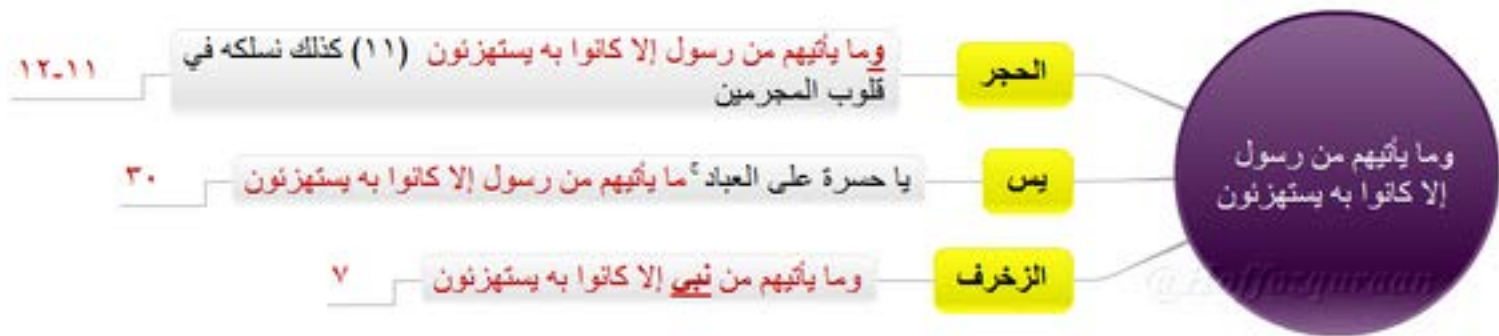 وما يأتيهم من رسول
إلا كانوا به يستهزئون
الحجر
وما يأتيهم من رسول إلا كانوا به يستهزئون (١١) كذلك نسلكه في
قلوب المجرمين
١١-١٢
يس
يا حسرة على العباد ۚ ما يأتيهم من رسول إلا كانوا به يستهزئون
٣٠
الزخرف
وما يأتيهم من نبي إلا كانوا به يستهزئون
٧
@Hoffazquraan